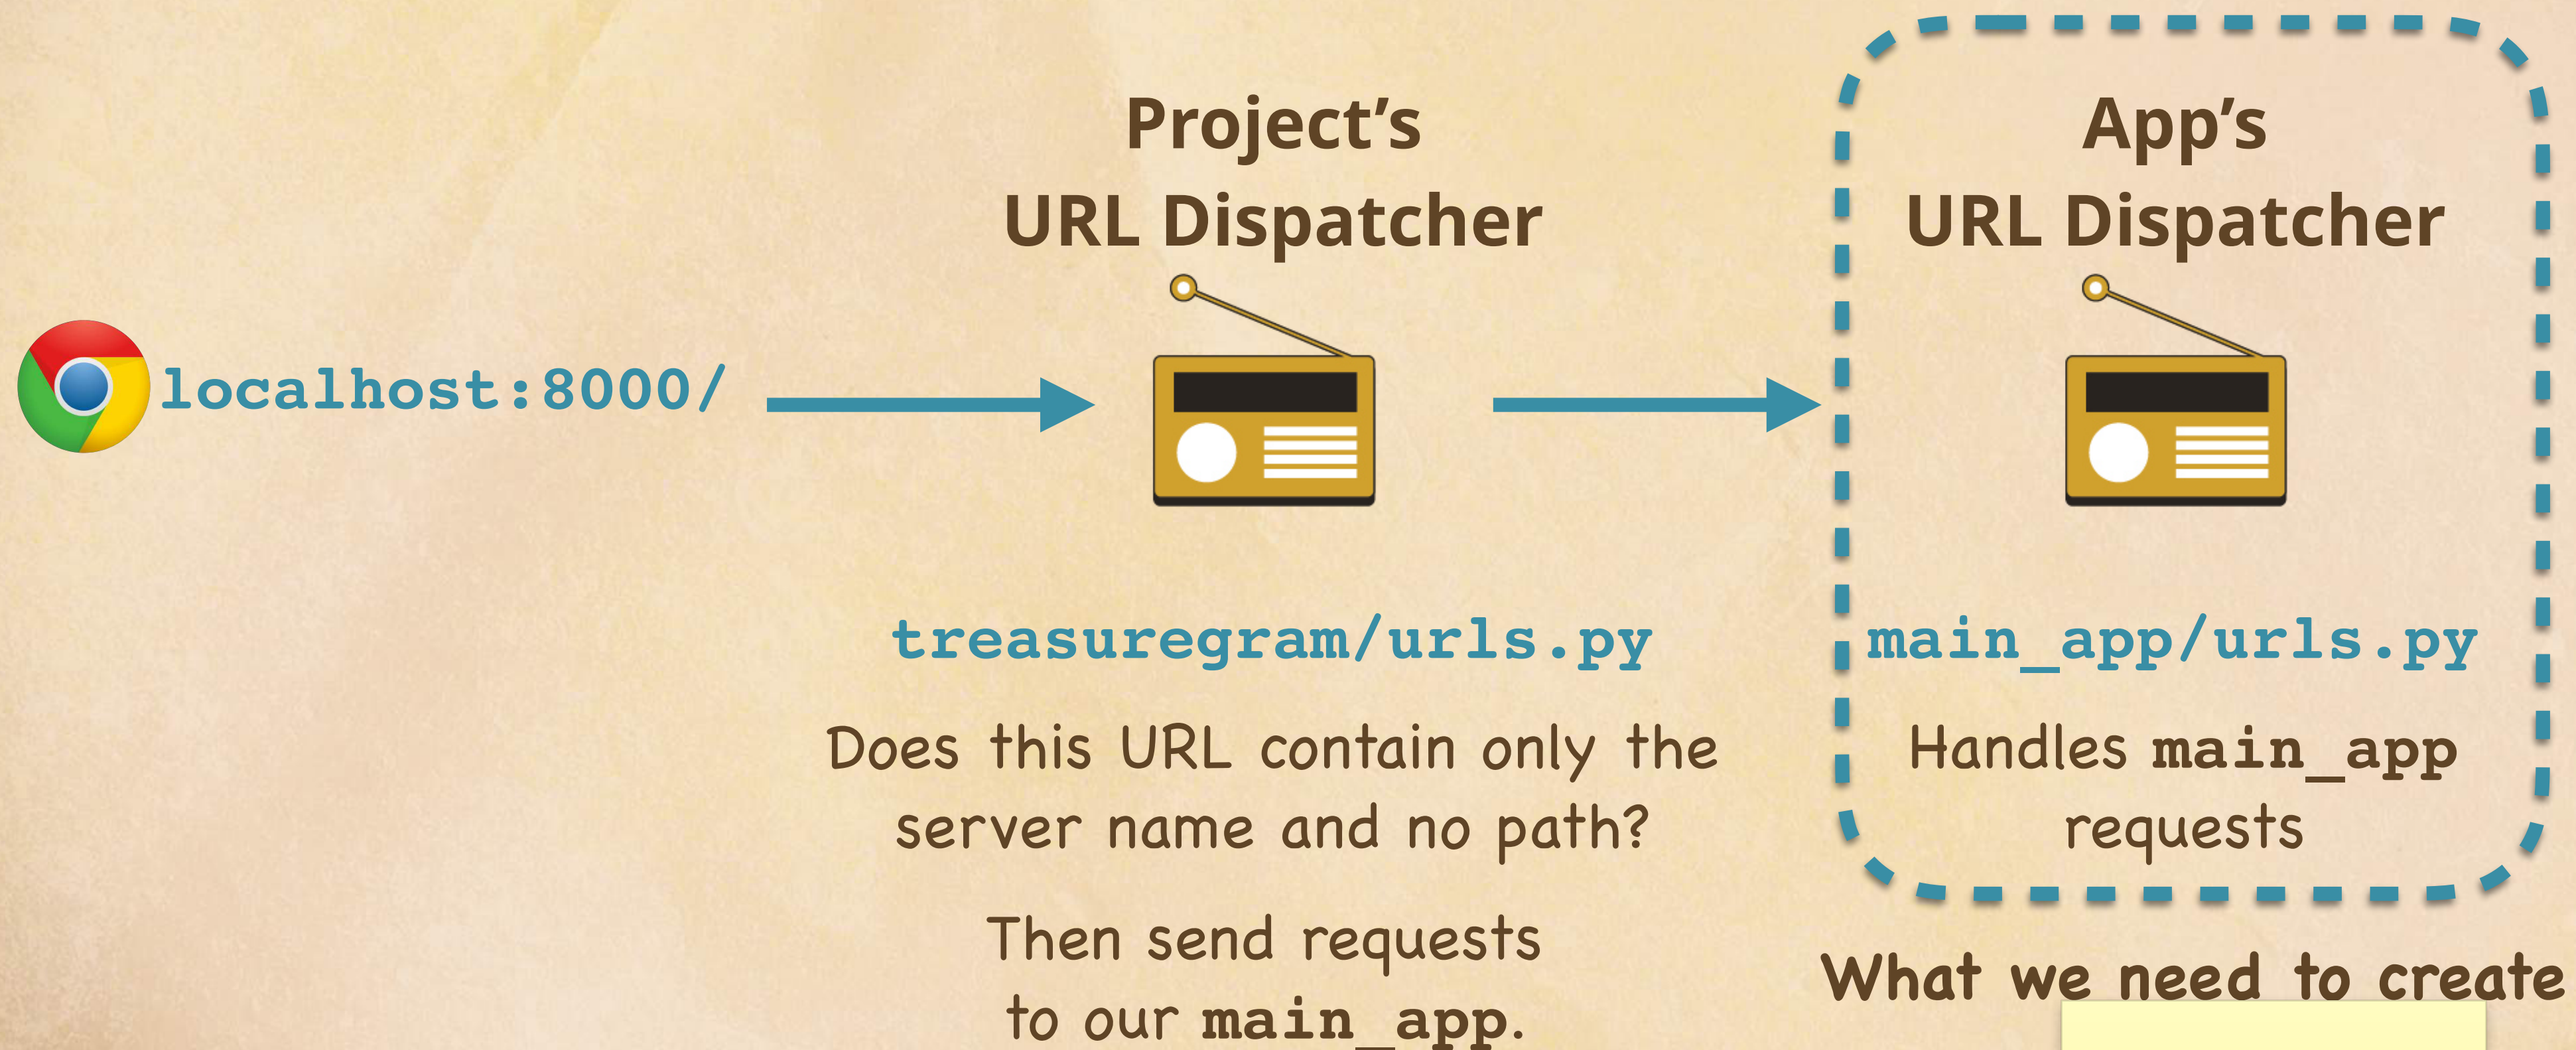 Project’s
URL Dispatcher
App’s
URL Dispatcher
localhost:8000/
treasuregram/urls.py
Does this URL contain only the
server name and no path?
Then send requests
to our main_app.
main_app/urls.py
Handles main_app
requests
What we need to create